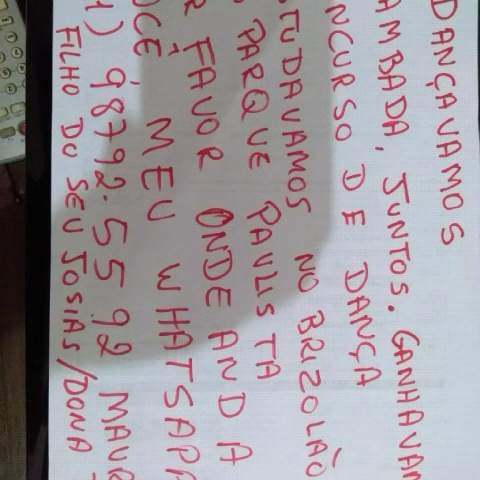 DANÇAVAMOS
AMBADA, JUNTOS. GANHAVAM
NCURSO DE DANÇA
TUDAVAMOS NO BRIZOLÃO
PARQUE PAULISTA
R FAVOR ONDE ANDA
OCÊ MEU WHATSAPP
1) 98792.5592 MAUR
FILHO DO SEU JOSIAS/DONA